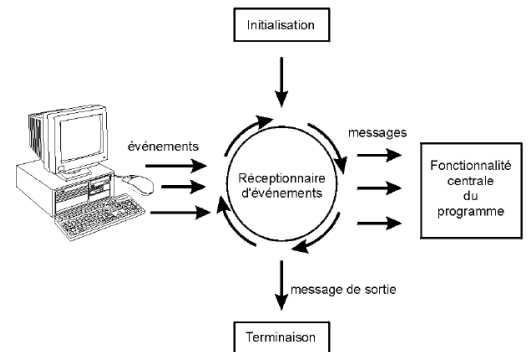 Initialisation
événements
messages
Réceptionnaire
d'événements
Fonctionnalité
centrale
du
programme
message de sortie
Terminaison